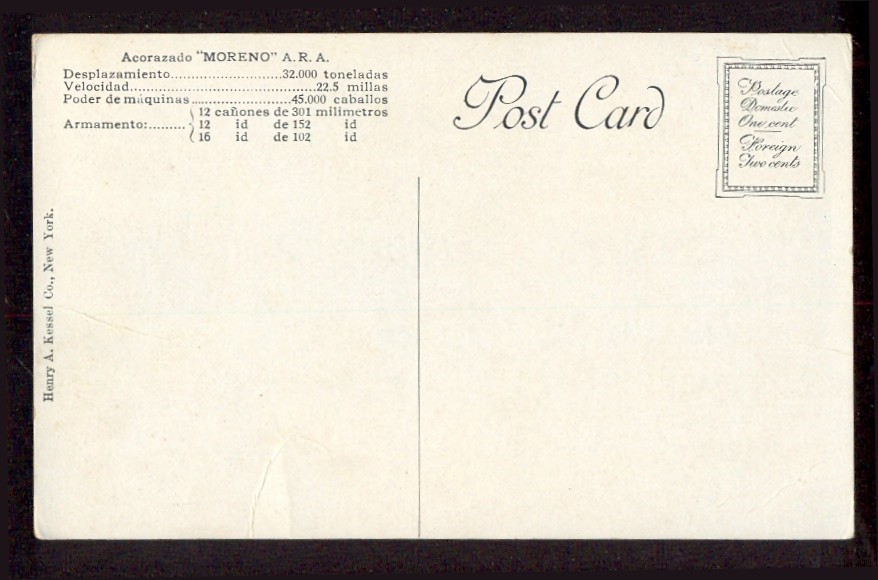 Acorazado "MORENO" A.R.A.
Desplazamiento...........................32.000 toneladas
Velocidad.............................................22.5 millas
Poder de máquinas........................45.000 caballos
12 cañones de 301 milimetros
Armamento:......... 12 id de 152 id
16 id de 102 id
Post Card
Postage
Domestic
One cent
Foreign
Two cents
Henry A. Kessel Co., New York.